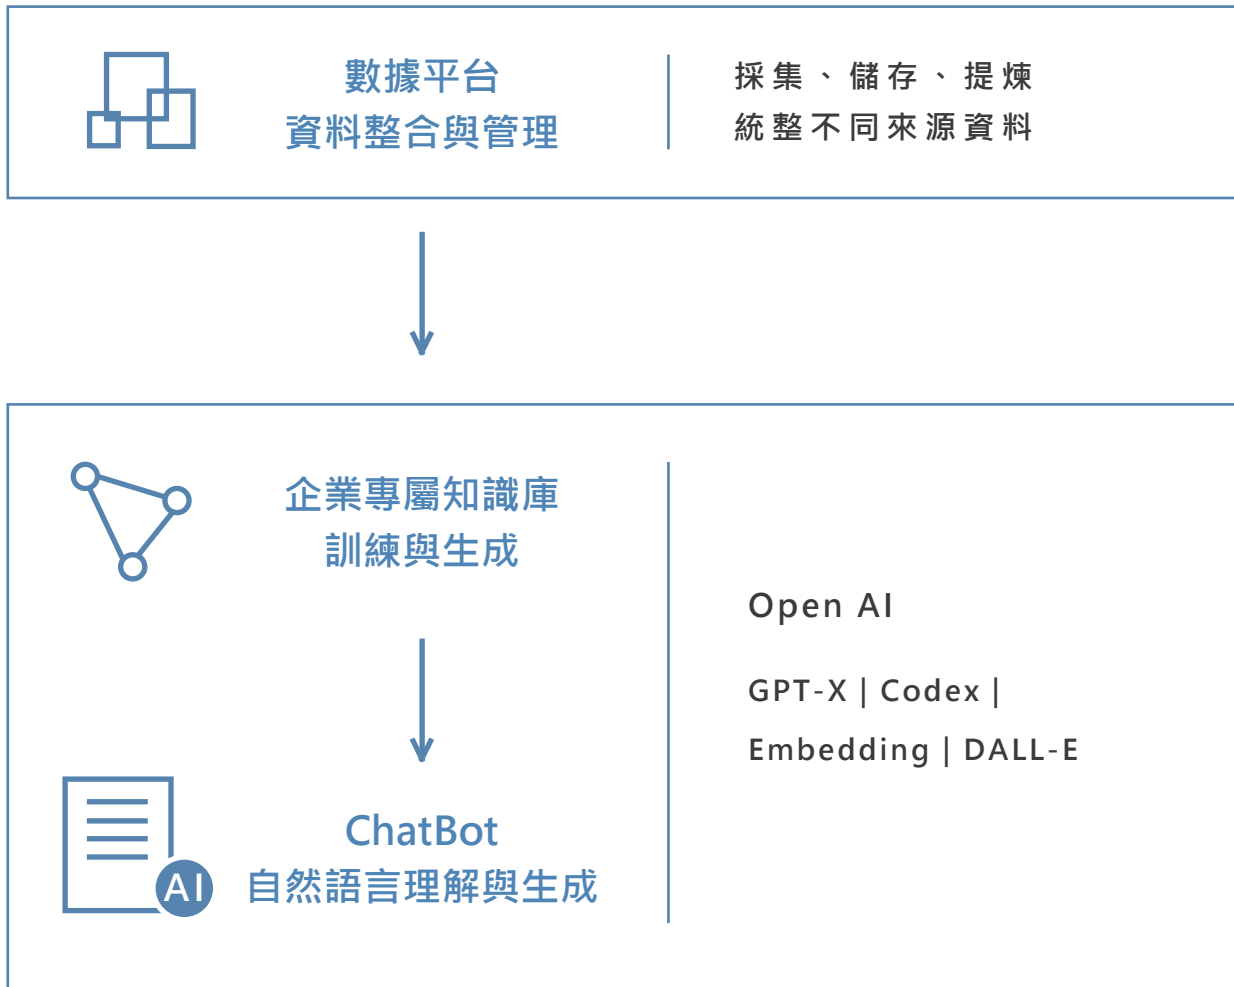 數據平台
資料整合與管理
採集、儲存、提煉
統整不同來源資料
企業專屬知識庫
訓練與生成
Open AI
GPT-X | Codex |
Embedding | DALL-E
AI
ChatBot
自然語言理解與生成